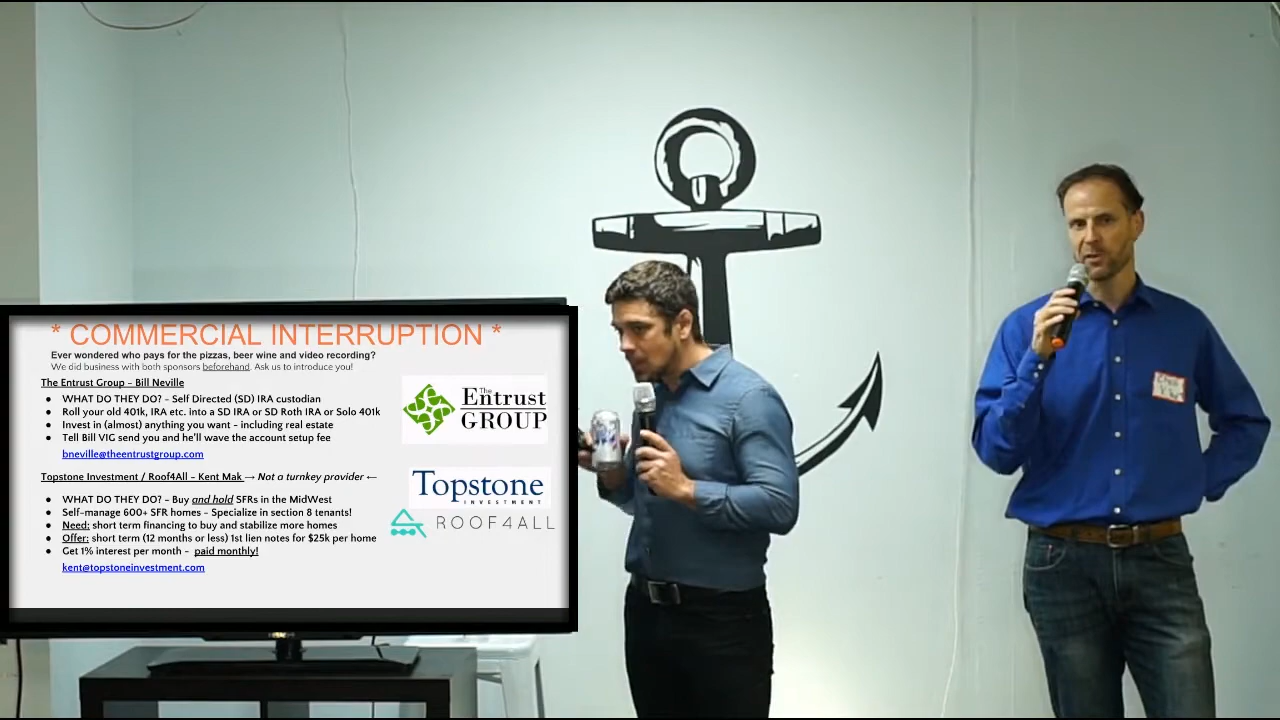 * COMMERCIAL INTERRUPTION *
Ever wondered who pays for the pizzas, beer wine and video recording?
We did business with both sponsors beforehand. Ask us to introduce you!
The Entrust Group – Bill Neville
● WHAT DO THEY DO? – Self Directed (SD) IRA custodian
● Roll your old 401k, IRA etc. into a SD IRA or SD Roth IRA or Solo 401k
● Invest in (almost) anything you want – including real estate
● Tell Bill VIG send you and he'll wave the account setup fee
bneville@theentrustgroup.com
The
Entrust
GROUP
Topstone Investment / Roof4All – Kent Mak → Not a turnkey provider ←
● WHAT DO THEY DO? – Buy and hold SFRs in the MidWest
● Self-manage 600+ SFR homes – Specialize in section 8 tenants!
● Need: short term financing to buy and stabilize more homes
● Offer: short term (12 months or less) 1st lien notes for $25k per home
● Get 1% interest per month – paid monthly!
kent@topstoneinvestment.com
Topstone
INVESTMENT
ROOF4ALL